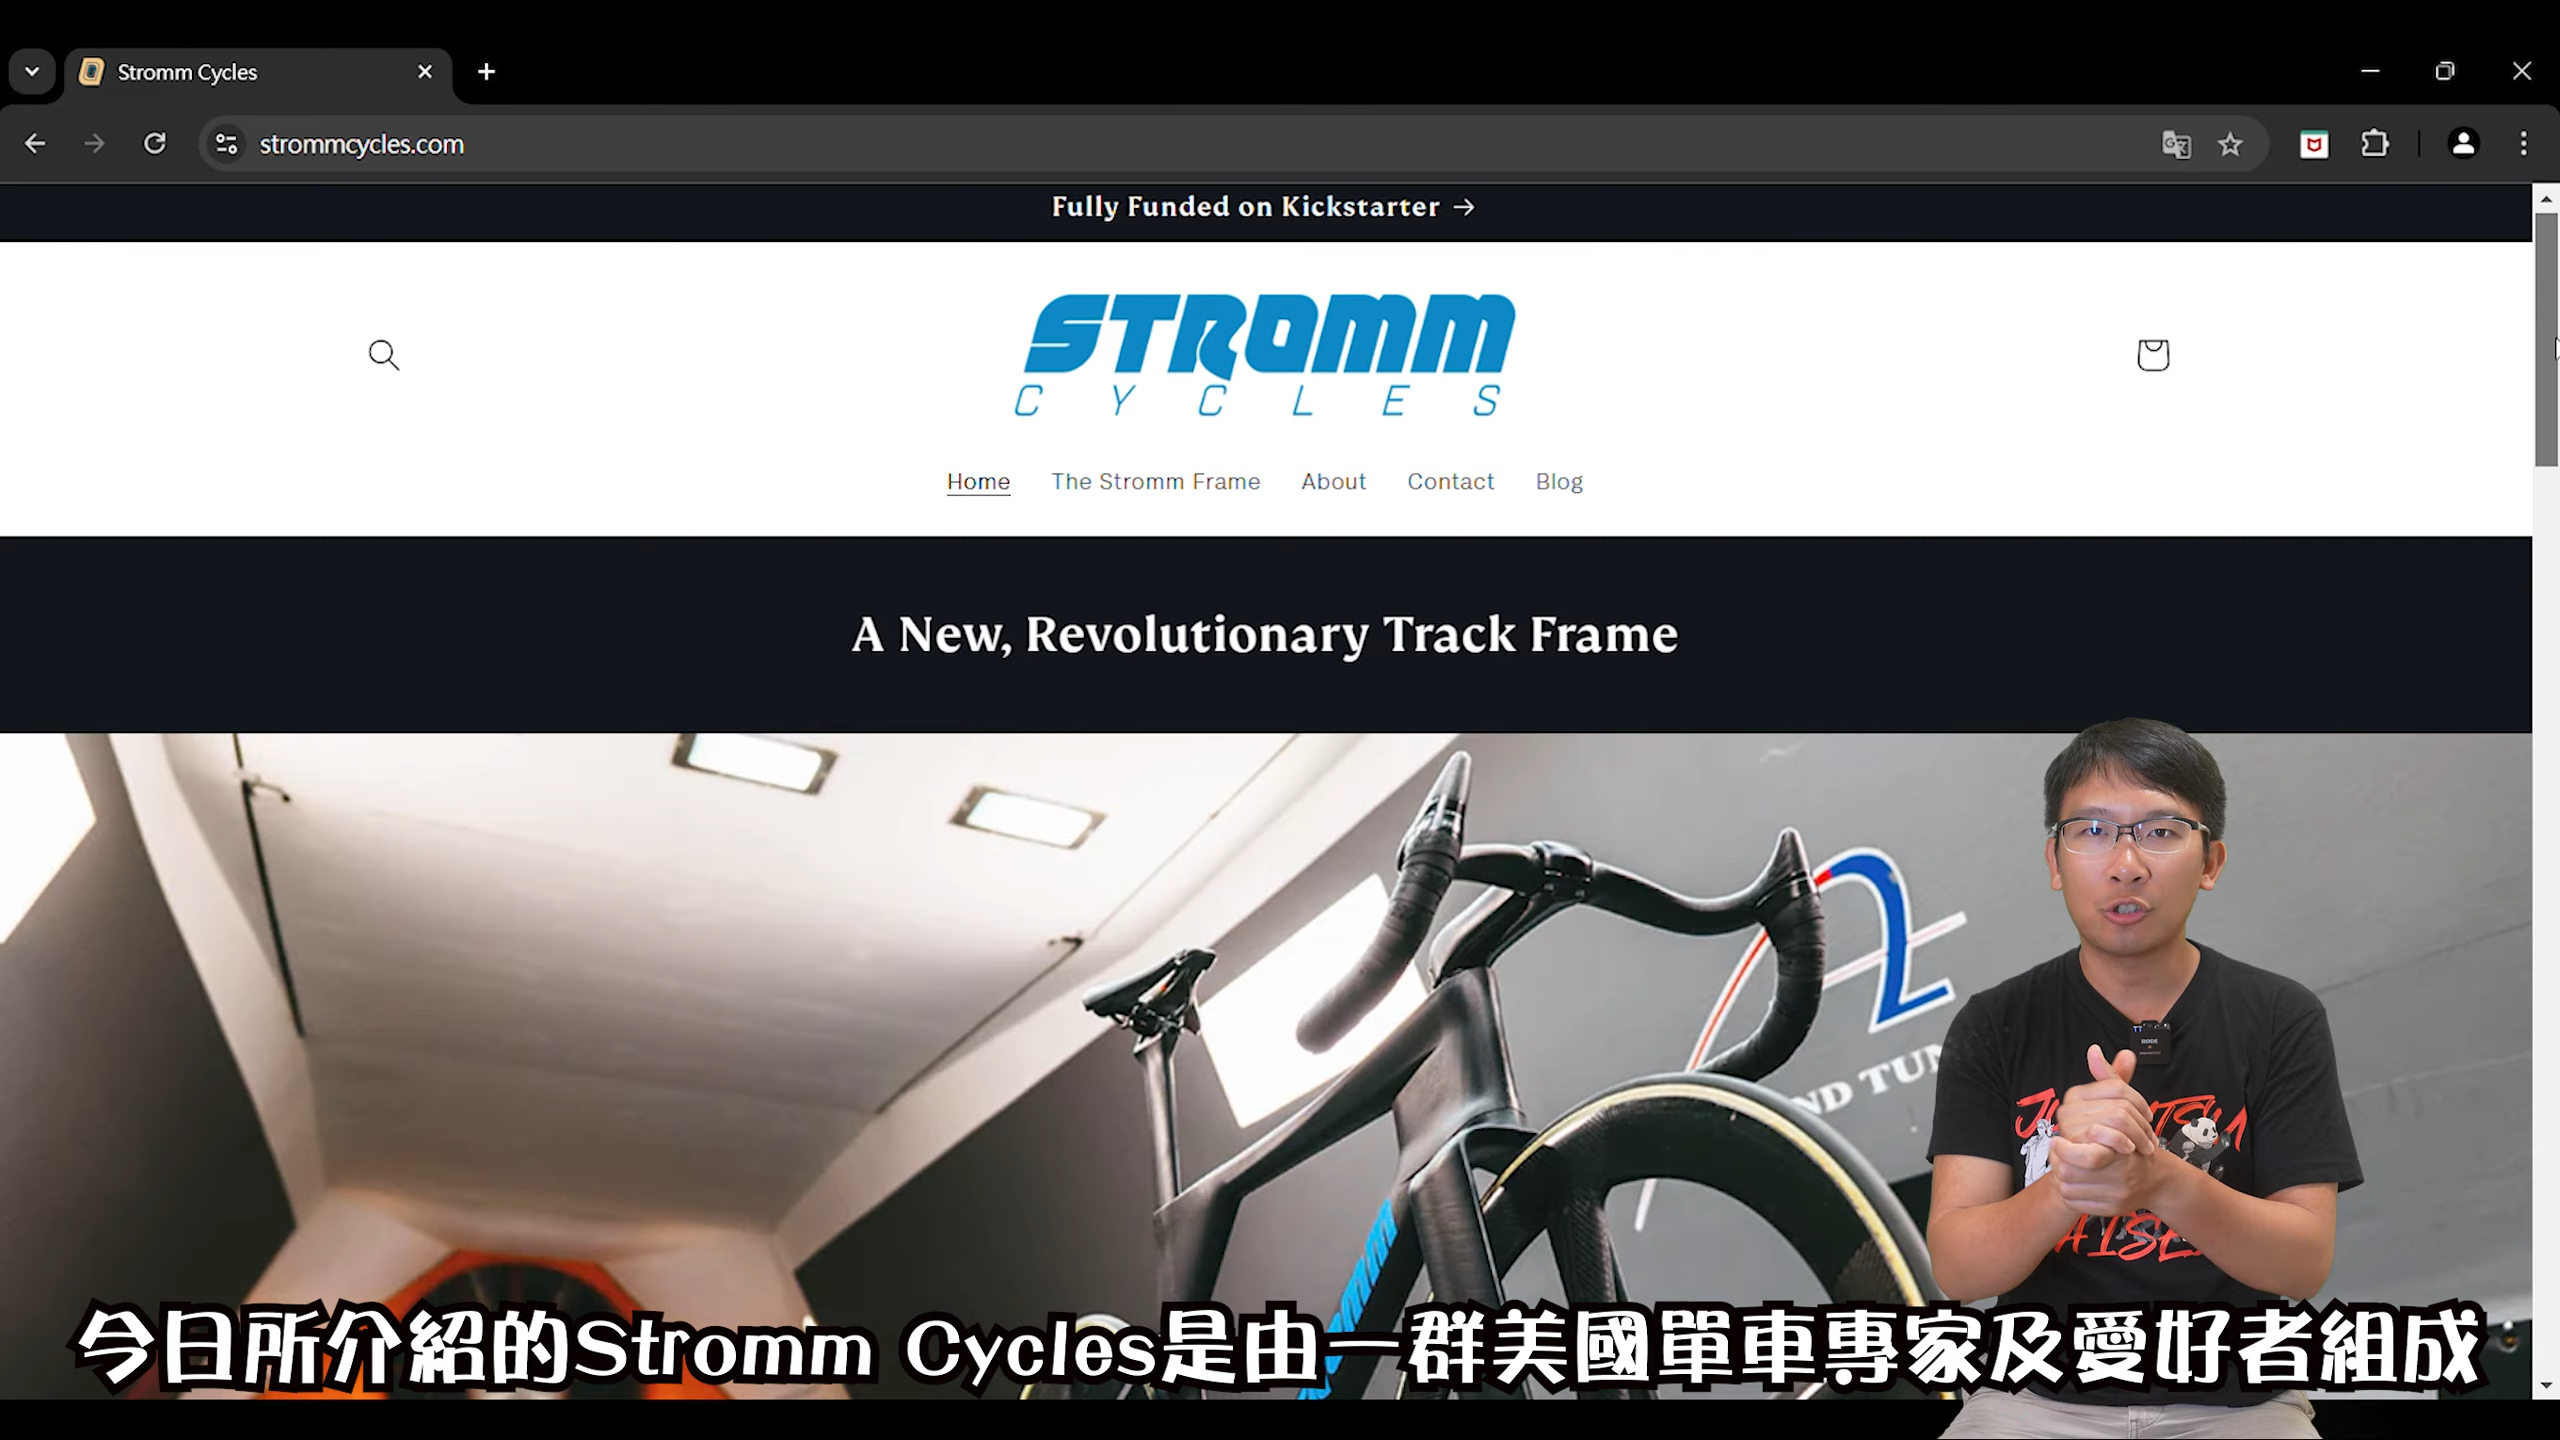 Stromm Cycles
strommcycles.com
Fully Funded on Kickstarter →
STROMM
CYCLES
Home The Stromm Frame About Contact Blog
A New, Revolutionary Track Frame
RODE
今日所介紹的Stromm Cycles是由一群美國單車專家及愛好者組成